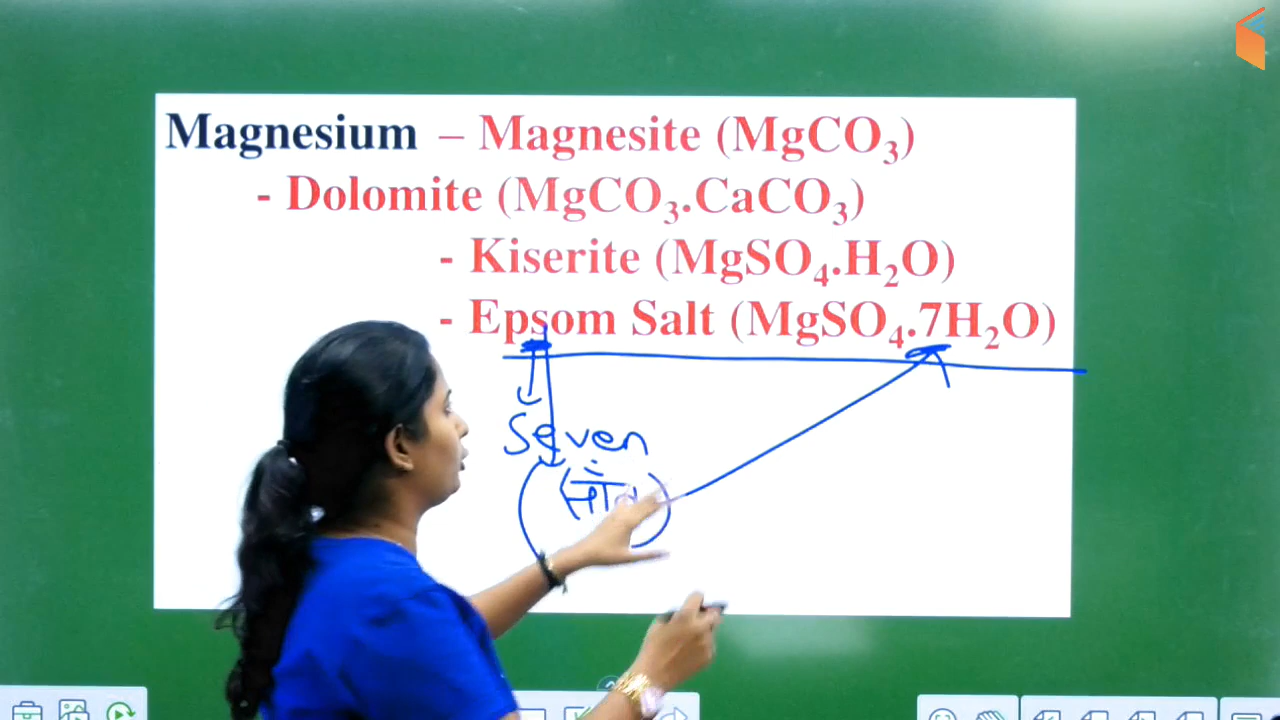 Magnesium – Magnesite (MgCO₃)
- Dolomite (MgCO₃.CaCO₃)
- Kiserite (MgSO₄.H₂O)
- Epsom Salt (MgSO₄.7H₂O)
Seven